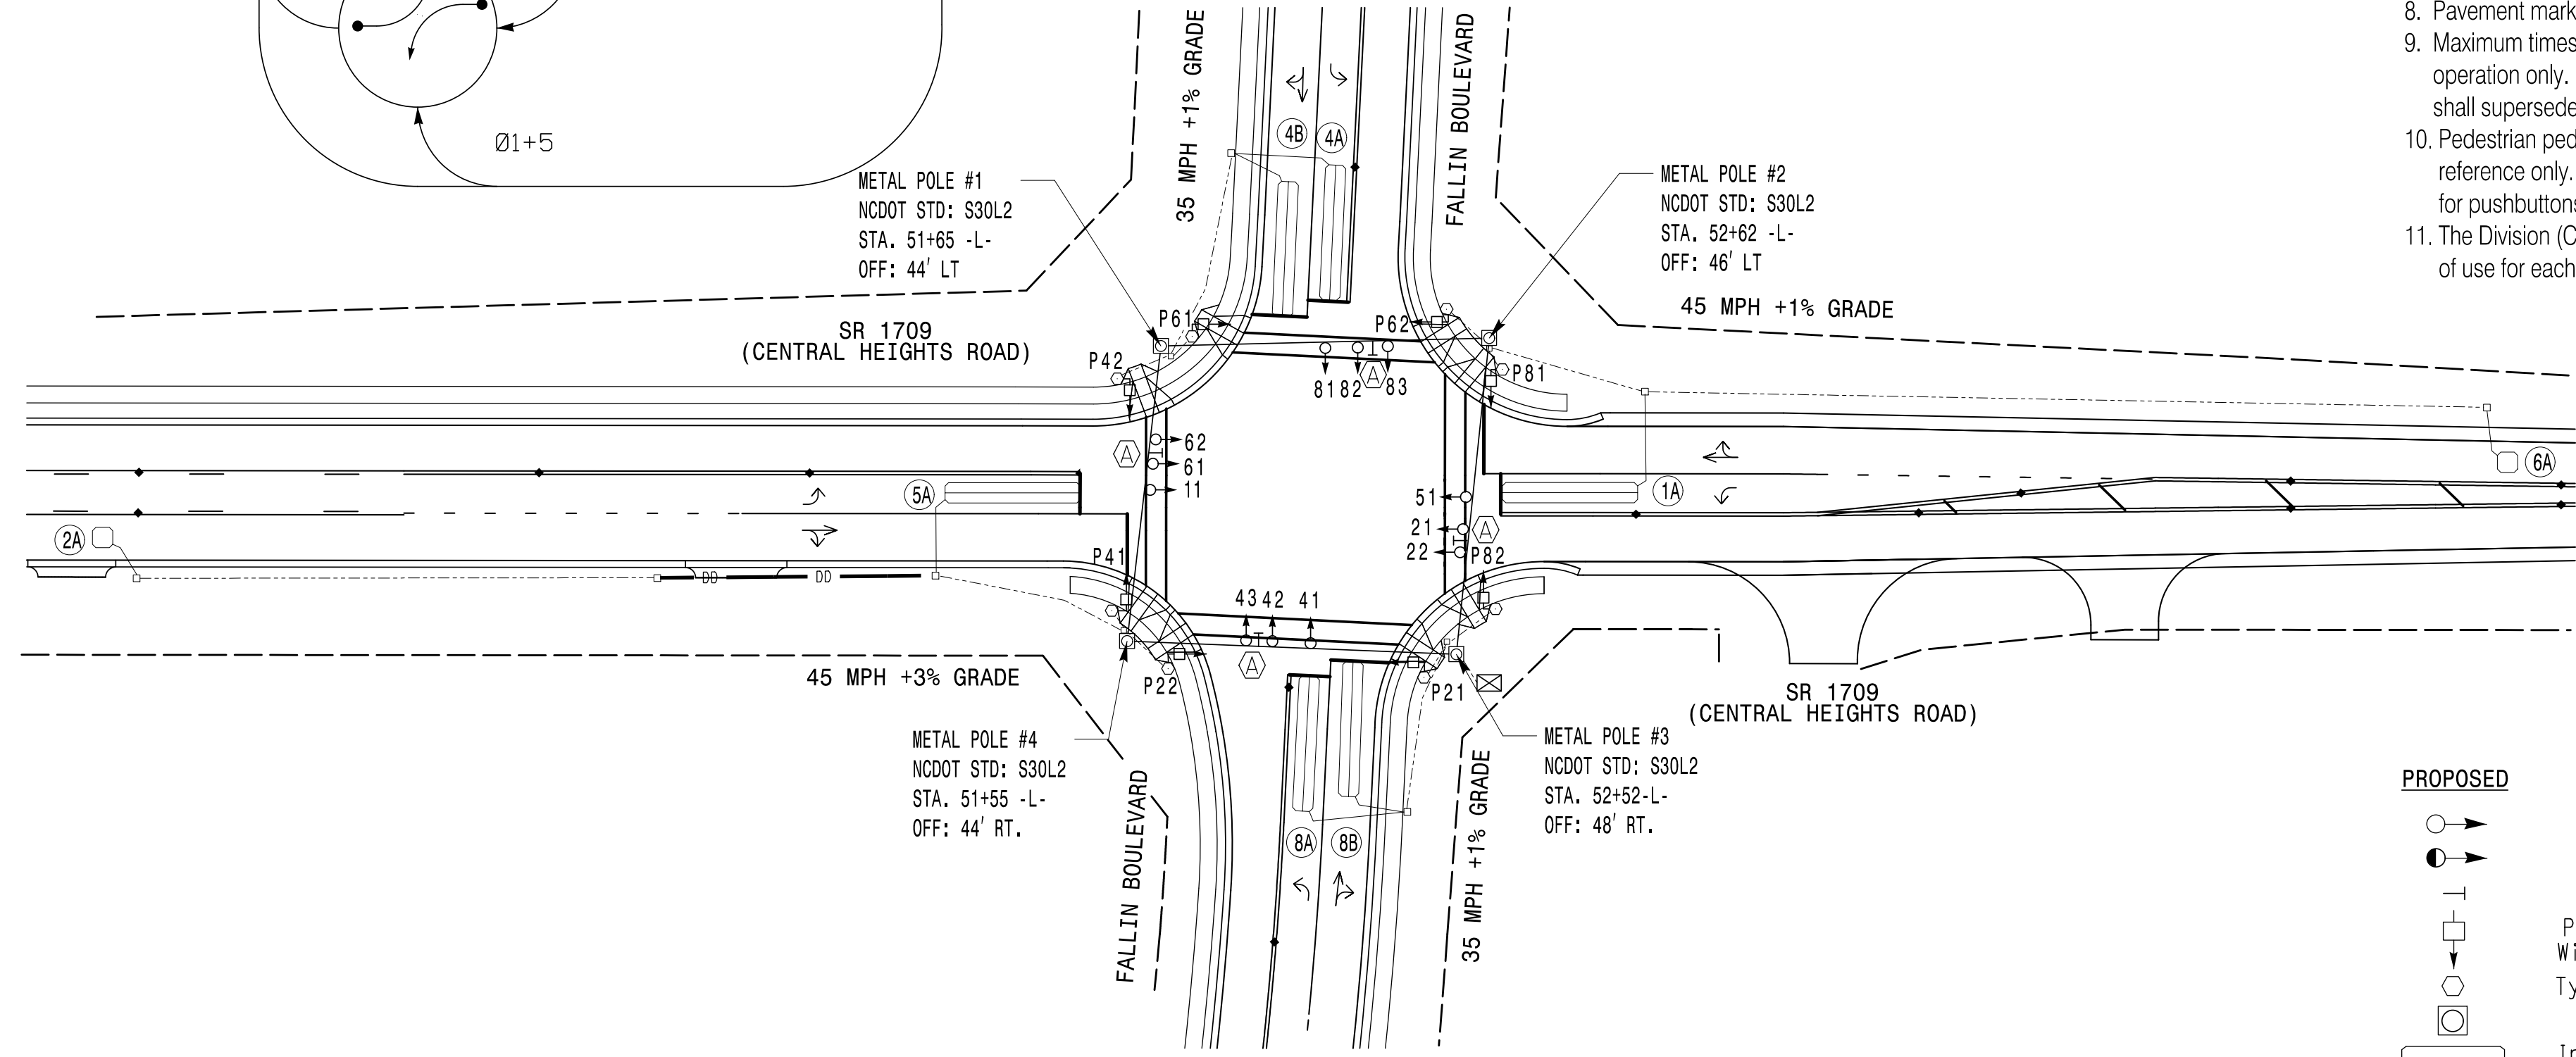 Ø1+5
8. Pavement mark
9. Maximum times
operation only.
shall supersede
10. Pedestrian ped
reference only.
for pushbuttons
11. The Division (C
of use for each
METAL POLE #1
NCDOT STD: S30L2
STA. 51+65 -L-
OFF: 44' LT
35 MPH +1% GRADE
FALLIN BOULEVARD
4B
4A
METAL POLE #2
NCDOT STD: S30L2
STA. 52+62 -L-
OFF: 46' LT
45 MPH +1% GRADE
SR 1709
(CENTRAL HEIGHTS ROAD)
P61
P62
P42
P81
81
82
A
83
62
A
61
11
5A
1A
6A
2A
51
21
A
22
P41
P82
DD
DD
43
42
41
A
P22
P21
45 MPH +3% GRADE
SR 1709
(CENTRAL HEIGHTS ROAD)
METAL POLE #4
NCDOT STD: S30L2
STA. 51+55 -L-
OFF: 44' RT.
METAL POLE #3
NCDOT STD: S30L2
STA. 52+52-L-
OFF: 48' RT.
FALLIN BOULEVARD
35 MPH +1% GRADE
8A
8B
PROPOSED
P
Wi
Ty
In